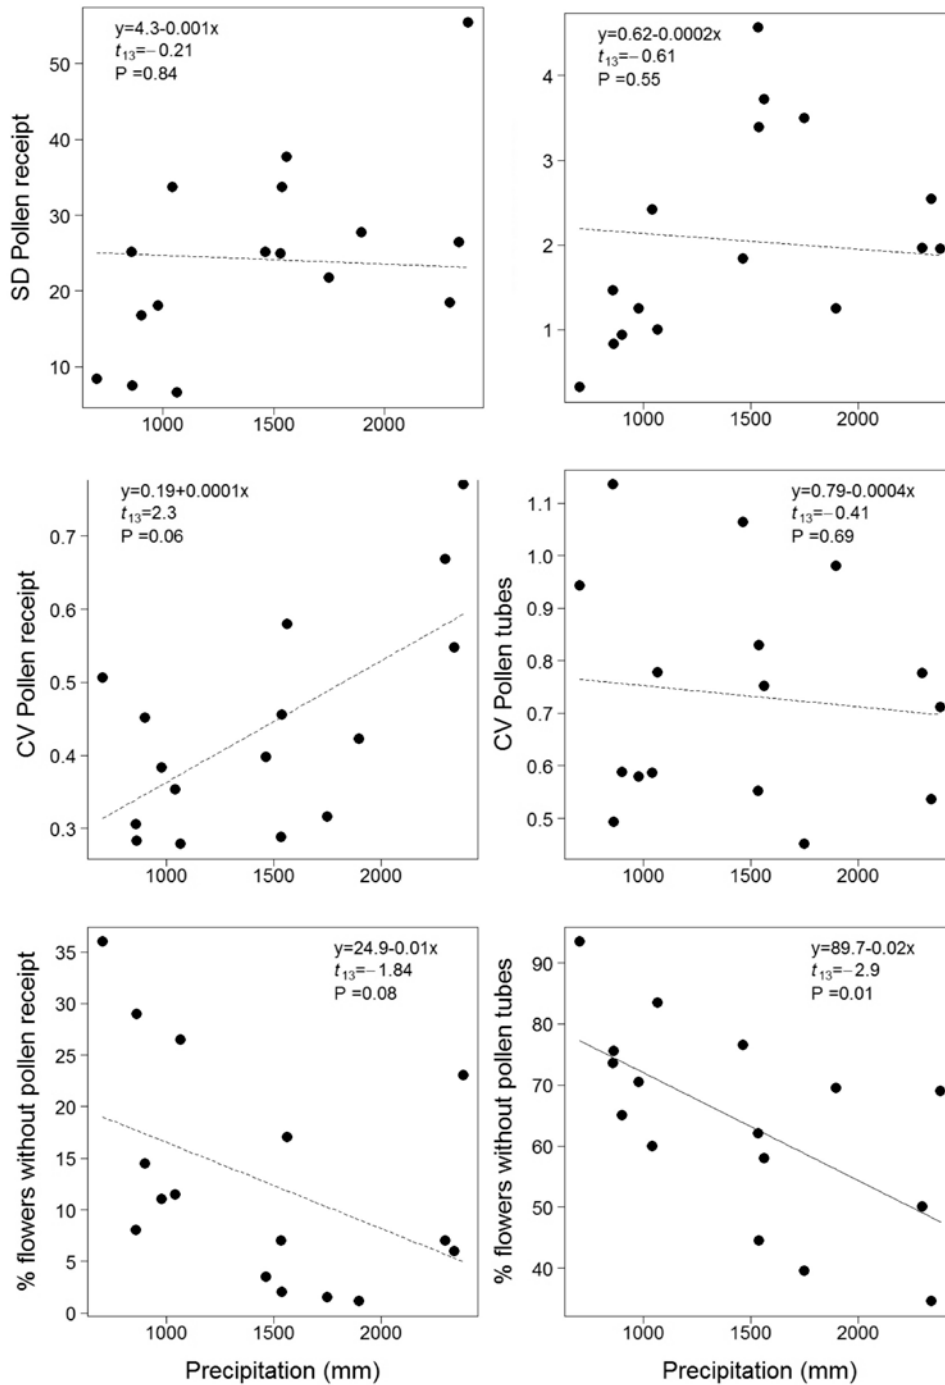 y=4.3-0.001x
t13=−0.21
P =0.84
SD Pollen receipt
50
40
30
20
10
1000
1500
2000
y=0.62-0.0002x
t13=−0.61
P =0.55
4
3
2
1
1000
1500
2000
y=0.19+0.0001x
t13=2.3
P =0.06
CV Pollen receipt
0.7
0.6
0.5
0.4
0.3
1000
1500
2000
y=0.79-0.0004x
t13=−0.41
P =0.69
CV Pollen tubes
1.1
1.0
0.9
0.8
0.7
0.6
0.5
1000
1500
2000
y=24.9-0.01x
t13=−1.84
P =0.08
% flowers without pollen receipt
35
30
25
20
15
10
5
0
1000
1500
2000
Precipitation (mm)
y=89.7-0.02x
t13=−2.9
P =0.01
% flowers without pollen tubes
90
80
70
60
50
40
1000
1500
2000
Precipitation (mm)